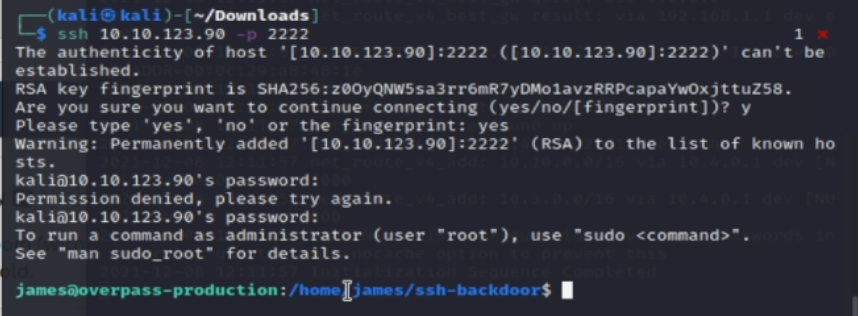 ┌──(kali㉿kali)-[~/Downloads]
└─$ ssh 10.10.123.90 -p 2222 1 ⨯
The authenticity of host '[10.10.123.90]:2222 ([10.10.123.90]:2222)' can't be
established.
RSA key fingerprint is SHA256:z0OyQNW5sa3rr6mR7yDMo1avzRRPcapaYwOxjttuZ58.
Are you sure you want to continue connecting (yes/no/[fingerprint])? y
Please type 'yes', 'no' or the fingerprint: yes
Warning: Permanently added '[10.10.123.90]:2222' (RSA) to the list of known ho
sts.
kali@10.10.123.90's password:
Permission denied, please try again.
kali@10.10.123.90's password:
To run a command as administrator (user "root"), use "sudo <command>".
See "man sudo_root" for details.
james@overpass-production:/home/james/ssh-backdoor$